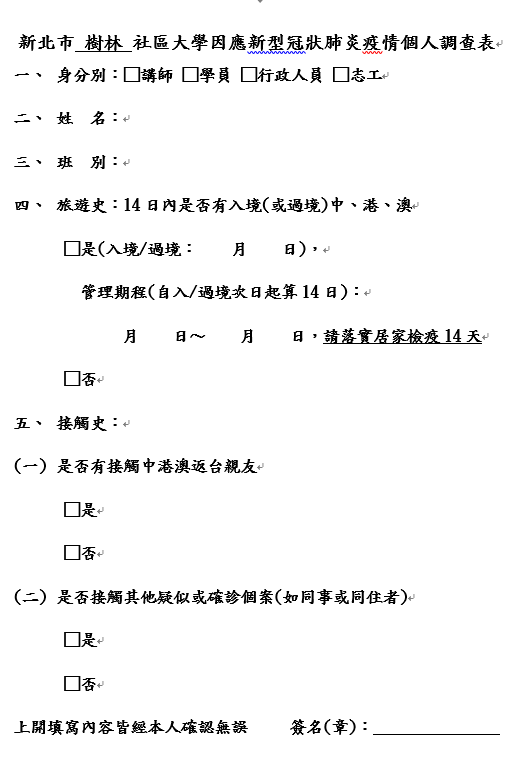 新北市 樹林 社區大學因應新型冠狀肺炎疫情個人調查表
一、 身分別：□講師 □學員 □行政人員 □志工
二、 姓 名：
三、 班 別：
四、 旅遊史：14日內是否有入境(或過境)中、港、澳
□是(入境/過境： 月 日)，
管理期程(自入/過境次日起算14日)：
月 日～ 月 日，請落實居家檢疫14天
□否
五、 接觸史：
(一) 是否有接觸中港澳返台親友
□是
□否
(二) 是否接觸其他疑似或確診個案(如同事或同住者)
□是
□否
上開填寫內容皆經本人確認無誤 簽名(章)：_______________